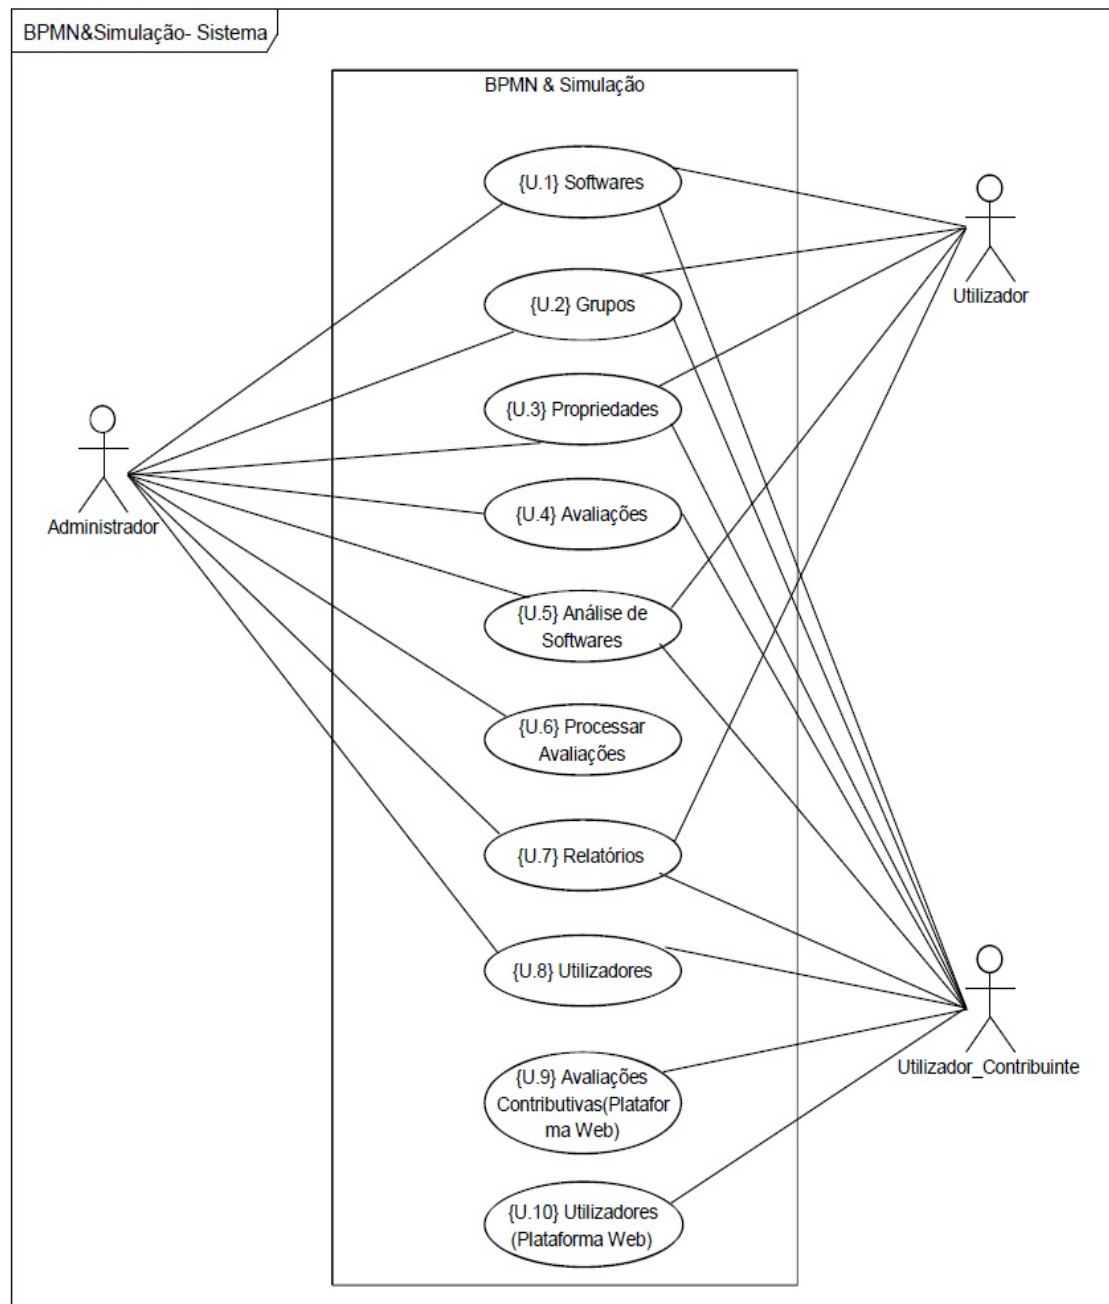 BPMN&Simulação- Sistema
BPMN & Simulação
{U.1} Softwares
{U.2} Grupos
Utilizador
{U.3} Propriedades
{U.4} Avaliações
Administrador
{U.5} Análise de
Softwares
{U.6} Processar
Avaliações
{U.7} Relatórios
{U.8} Utilizadores
Utilizador_Contribuinte
{U.9} Avaliações
Contributivas(Platafor
ma Web)
{U.10} Utilizadores
(Plataforma Web)